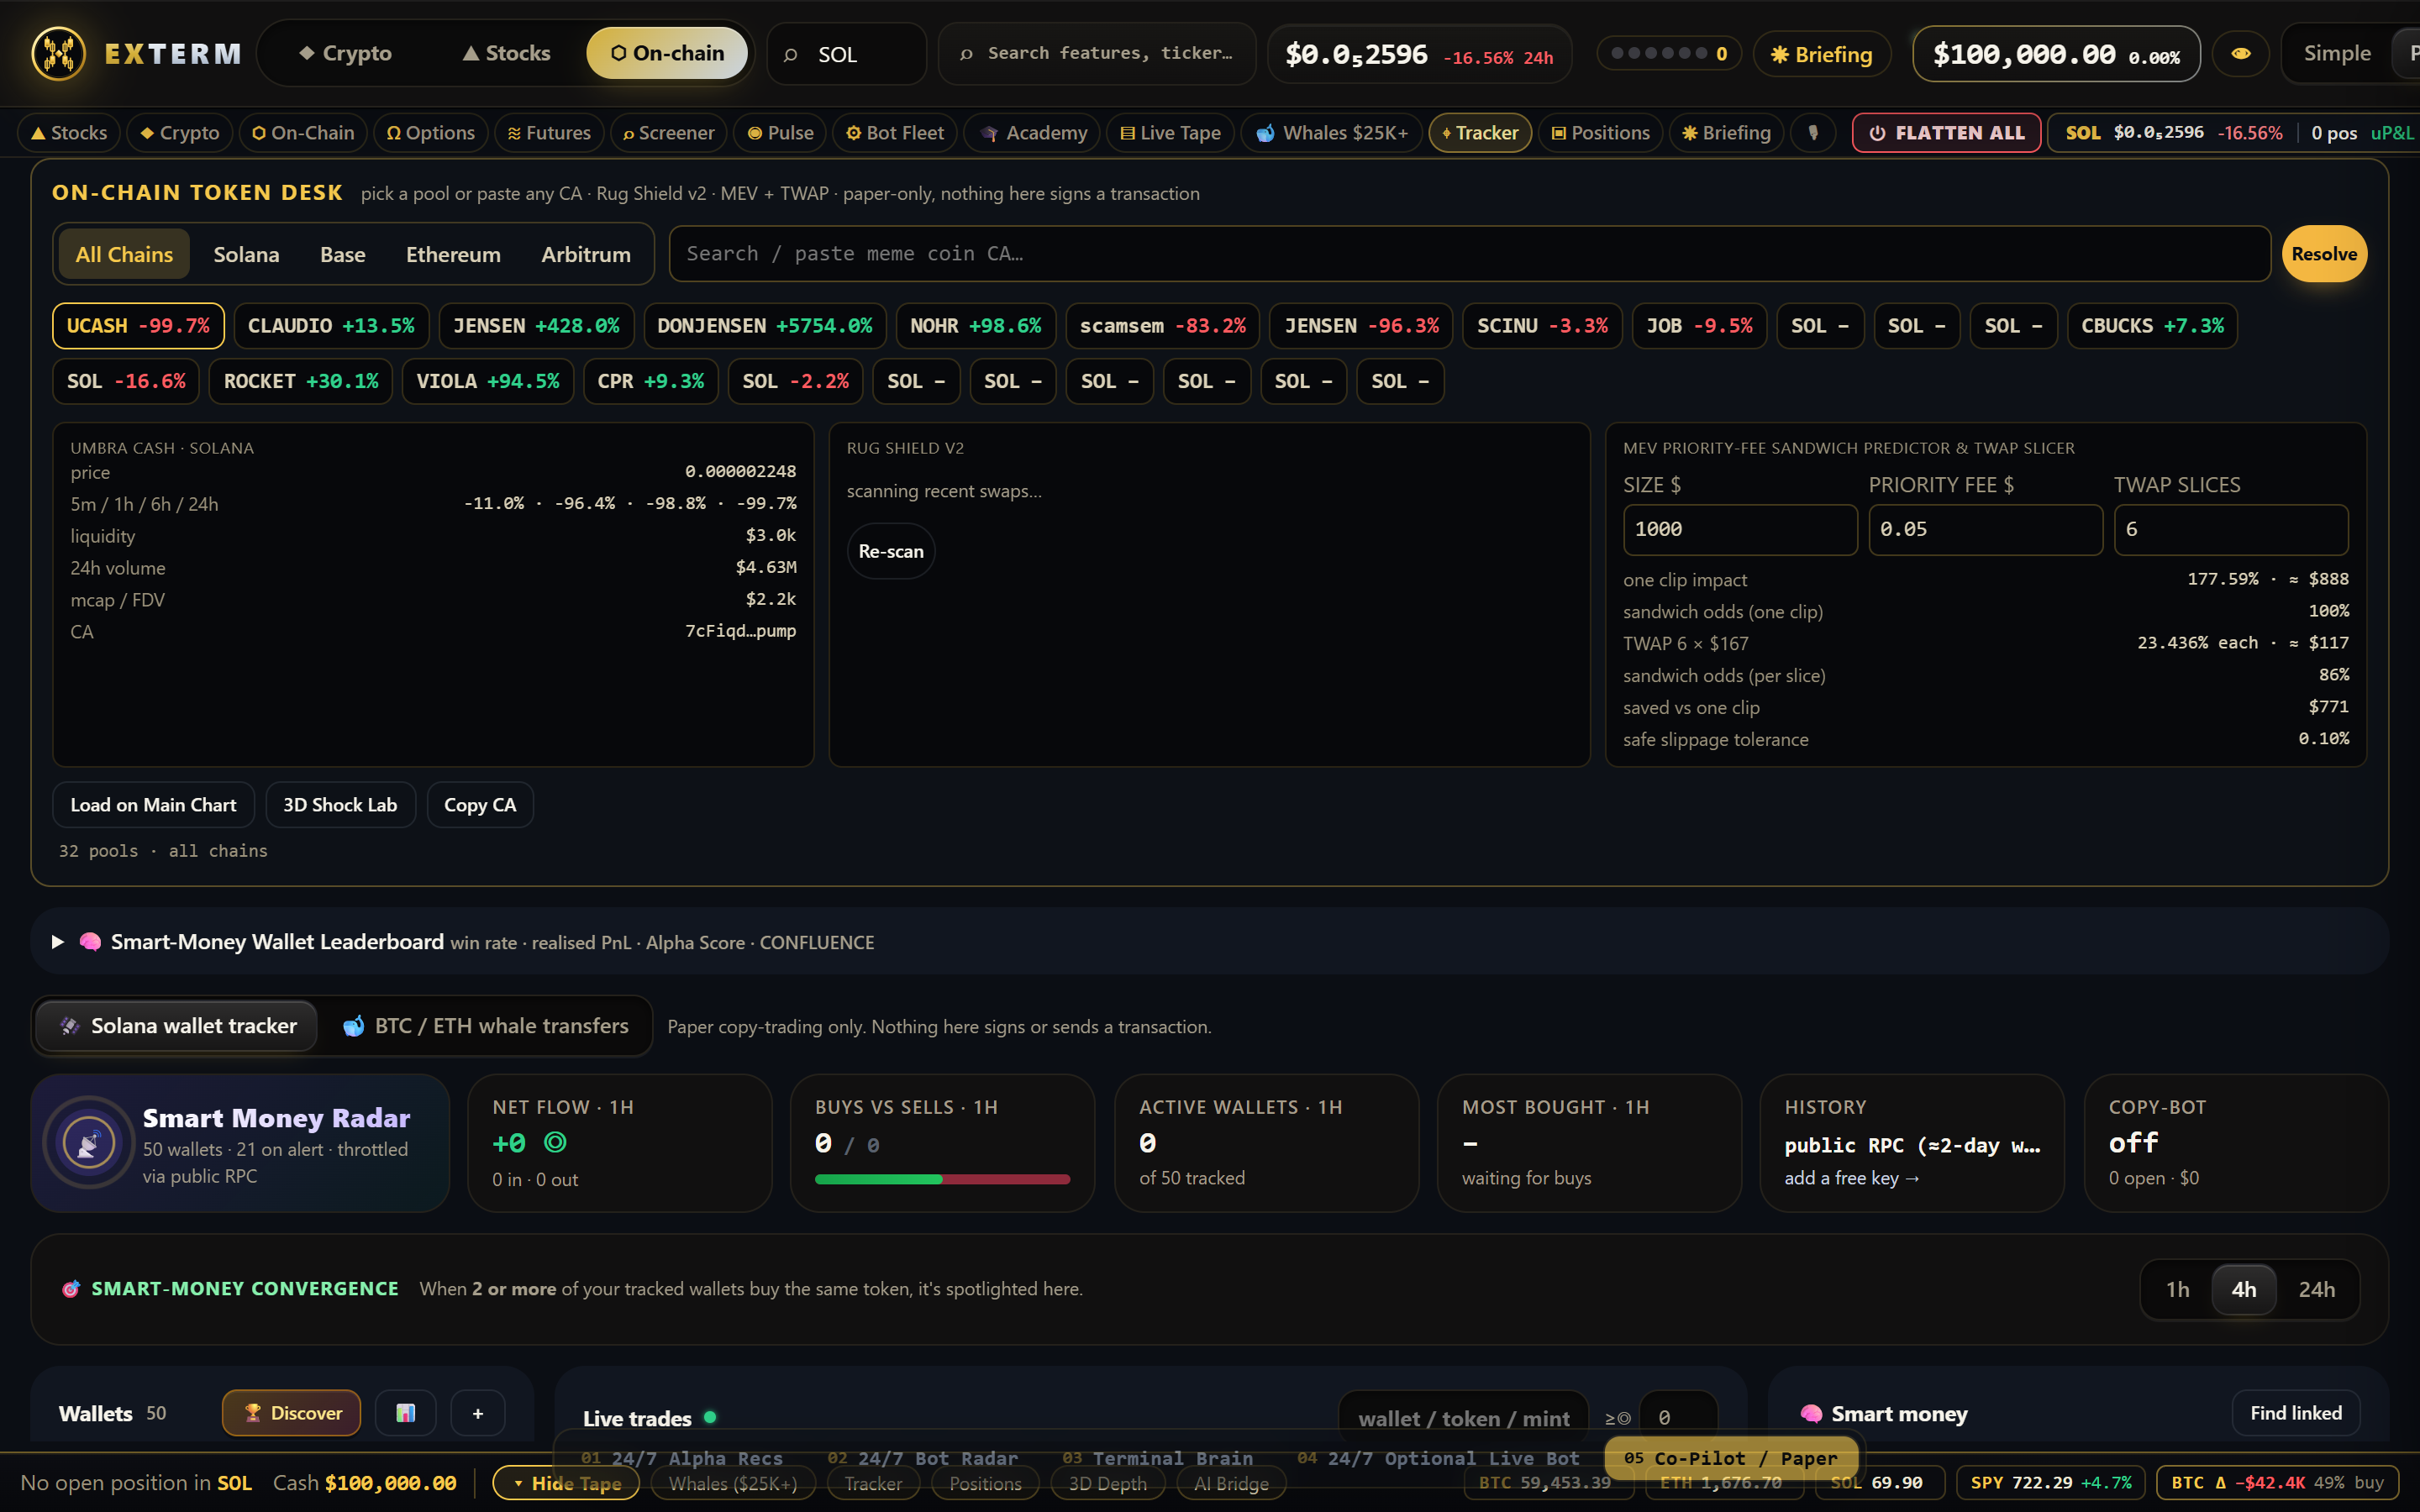 EXTERM
Crypto
Stocks
On-chain
SOL
Search features, ticker…
$0.0₅2596 -16.56% 24h
0
Briefing
$100,000.00 0.00%
Simple
Stocks
Crypto
On-Chain
Options
Futures
Screener
Pulse
Bot Fleet
Academy
Live Tape
Whales $25K+
Tracker
Positions
Briefing
FLATTEN ALL
SOL $0.0₅2596 -16.56% | 0 pos uP&L
ON-CHAIN TOKEN DESK pick a pool or paste any CA · Rug Shield v2 · MEV + TWAP · paper-only, nothing here signs a transaction
All Chains
Solana
Base
Ethereum
Arbitrum
Search / paste meme coin CA…
Resolve
UCASH -99.7%
CLAUDIO +13.5%
JENSEN +428.0%
DONJENSEN +5754.0%
NOHR +98.6%
scamsem -83.2%
JENSEN -96.3%
SCINU -3.3%
JOB -9.5%
SOL –
SOL –
SOL –
CBUCKS +7.3%
SOL -16.6%
ROCKET +30.1%
VIOLA +94.5%
CPR +9.3%
SOL -2.2%
SOL –
SOL –
SOL –
SOL –
SOL –
SOL –
UMBRA CASH · SOLANA
price 0.000002248
5m / 1h / 6h / 24h -11.0% · -96.4% · -98.8% · -99.7%
liquidity $3.0k
24h volume $4.63M
mcap / FDV $2.2k
CA 7cFiqd…pump
RUG SHIELD V2
scanning recent swaps…
Re-scan
MEV PRIORITY-FEE SANDWICH PREDICTOR & TWAP SLICER
SIZE $ PRIORITY FEE $ TWAP SLICES
1000 0.05 6
one clip impact 177.59% · ≈ $888
sandwich odds (one clip) 100%
TWAP 6 × $167 23.436% each · ≈ $117
sandwich odds (per slice) 86%
saved vs one clip $771
safe slippage tolerance 0.10%
Load on Main Chart
3D Shock Lab
Copy CA
32 pools · all chains
Smart-Money Wallet Leaderboard win rate · realised PnL · Alpha Score · CONFLUENCE
Solana wallet tracker
BTC / ETH whale transfers
Paper copy-trading only. Nothing here signs or sends a transaction.
Smart Money Radar
50 wallets · 21 on alert · throttled
via public RPC
NET FLOW · 1H
+0
0 in · 0 out
BUYS VS SELLS · 1H
0 / 0
ACTIVE WALLETS · 1H
0
of 50 tracked
MOST BOUGHT · 1H
–
waiting for buys
HISTORY
public RPC (≈2-day w…
add a free key →
COPY-BOT
off
0 open · $0
SMART-MONEY CONVERGENCE When 2 or more of your tracked wallets buy the same token, it's spotlighted here.
1h
4h
24h
Wallets 50
Discover
+
Live trades
wallet / token / mint
≥◎ 0
Smart money
Find linked
01 24/7 Alpha Recs
02 24/7 Bot Radar
03 Terminal Brain
04 24/7 Optional Live Bot
05 Co-Pilot / Paper
No open position in SOL Cash $100,000.00
Hide Tape
Whales ($25K+)
Tracker
Positions
3D Depth
AI Bridge
BTC 59,453.39
ETH 1,676.70
SOL 69.90
SPY 722.29 +4.7%
BTC Δ −$42.4K 49% buy